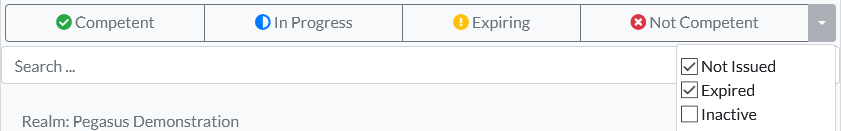 Competent In Progress Expiring Not Competent
Search ...
Not Issued
Expired
Inactive
Realm: Pegasus Demonstration